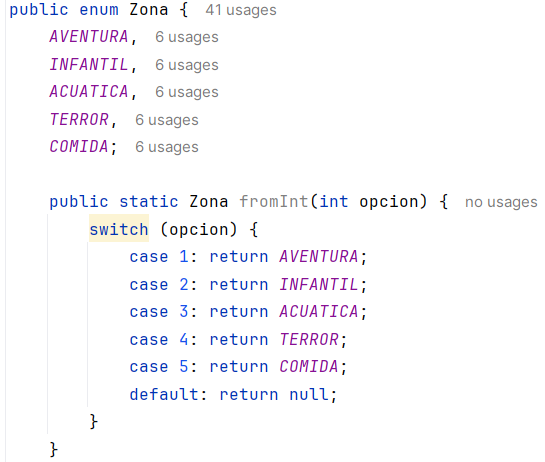 public enum Zona { 41 usages
AVENTURA, 6 usages
INFANTIL, 6 usages
ACUATICA, 6 usages
TERROR, 6 usages
COMIDA; 6 usages
public static Zona fromInt(int opcion) { no usages
switch (opcion) {
case 1: return AVENTURA;
case 2: return INFANTIL;
case 3: return ACUATICA;
case 4: return TERROR;
case 5: return COMIDA;
default: return null;
}
}